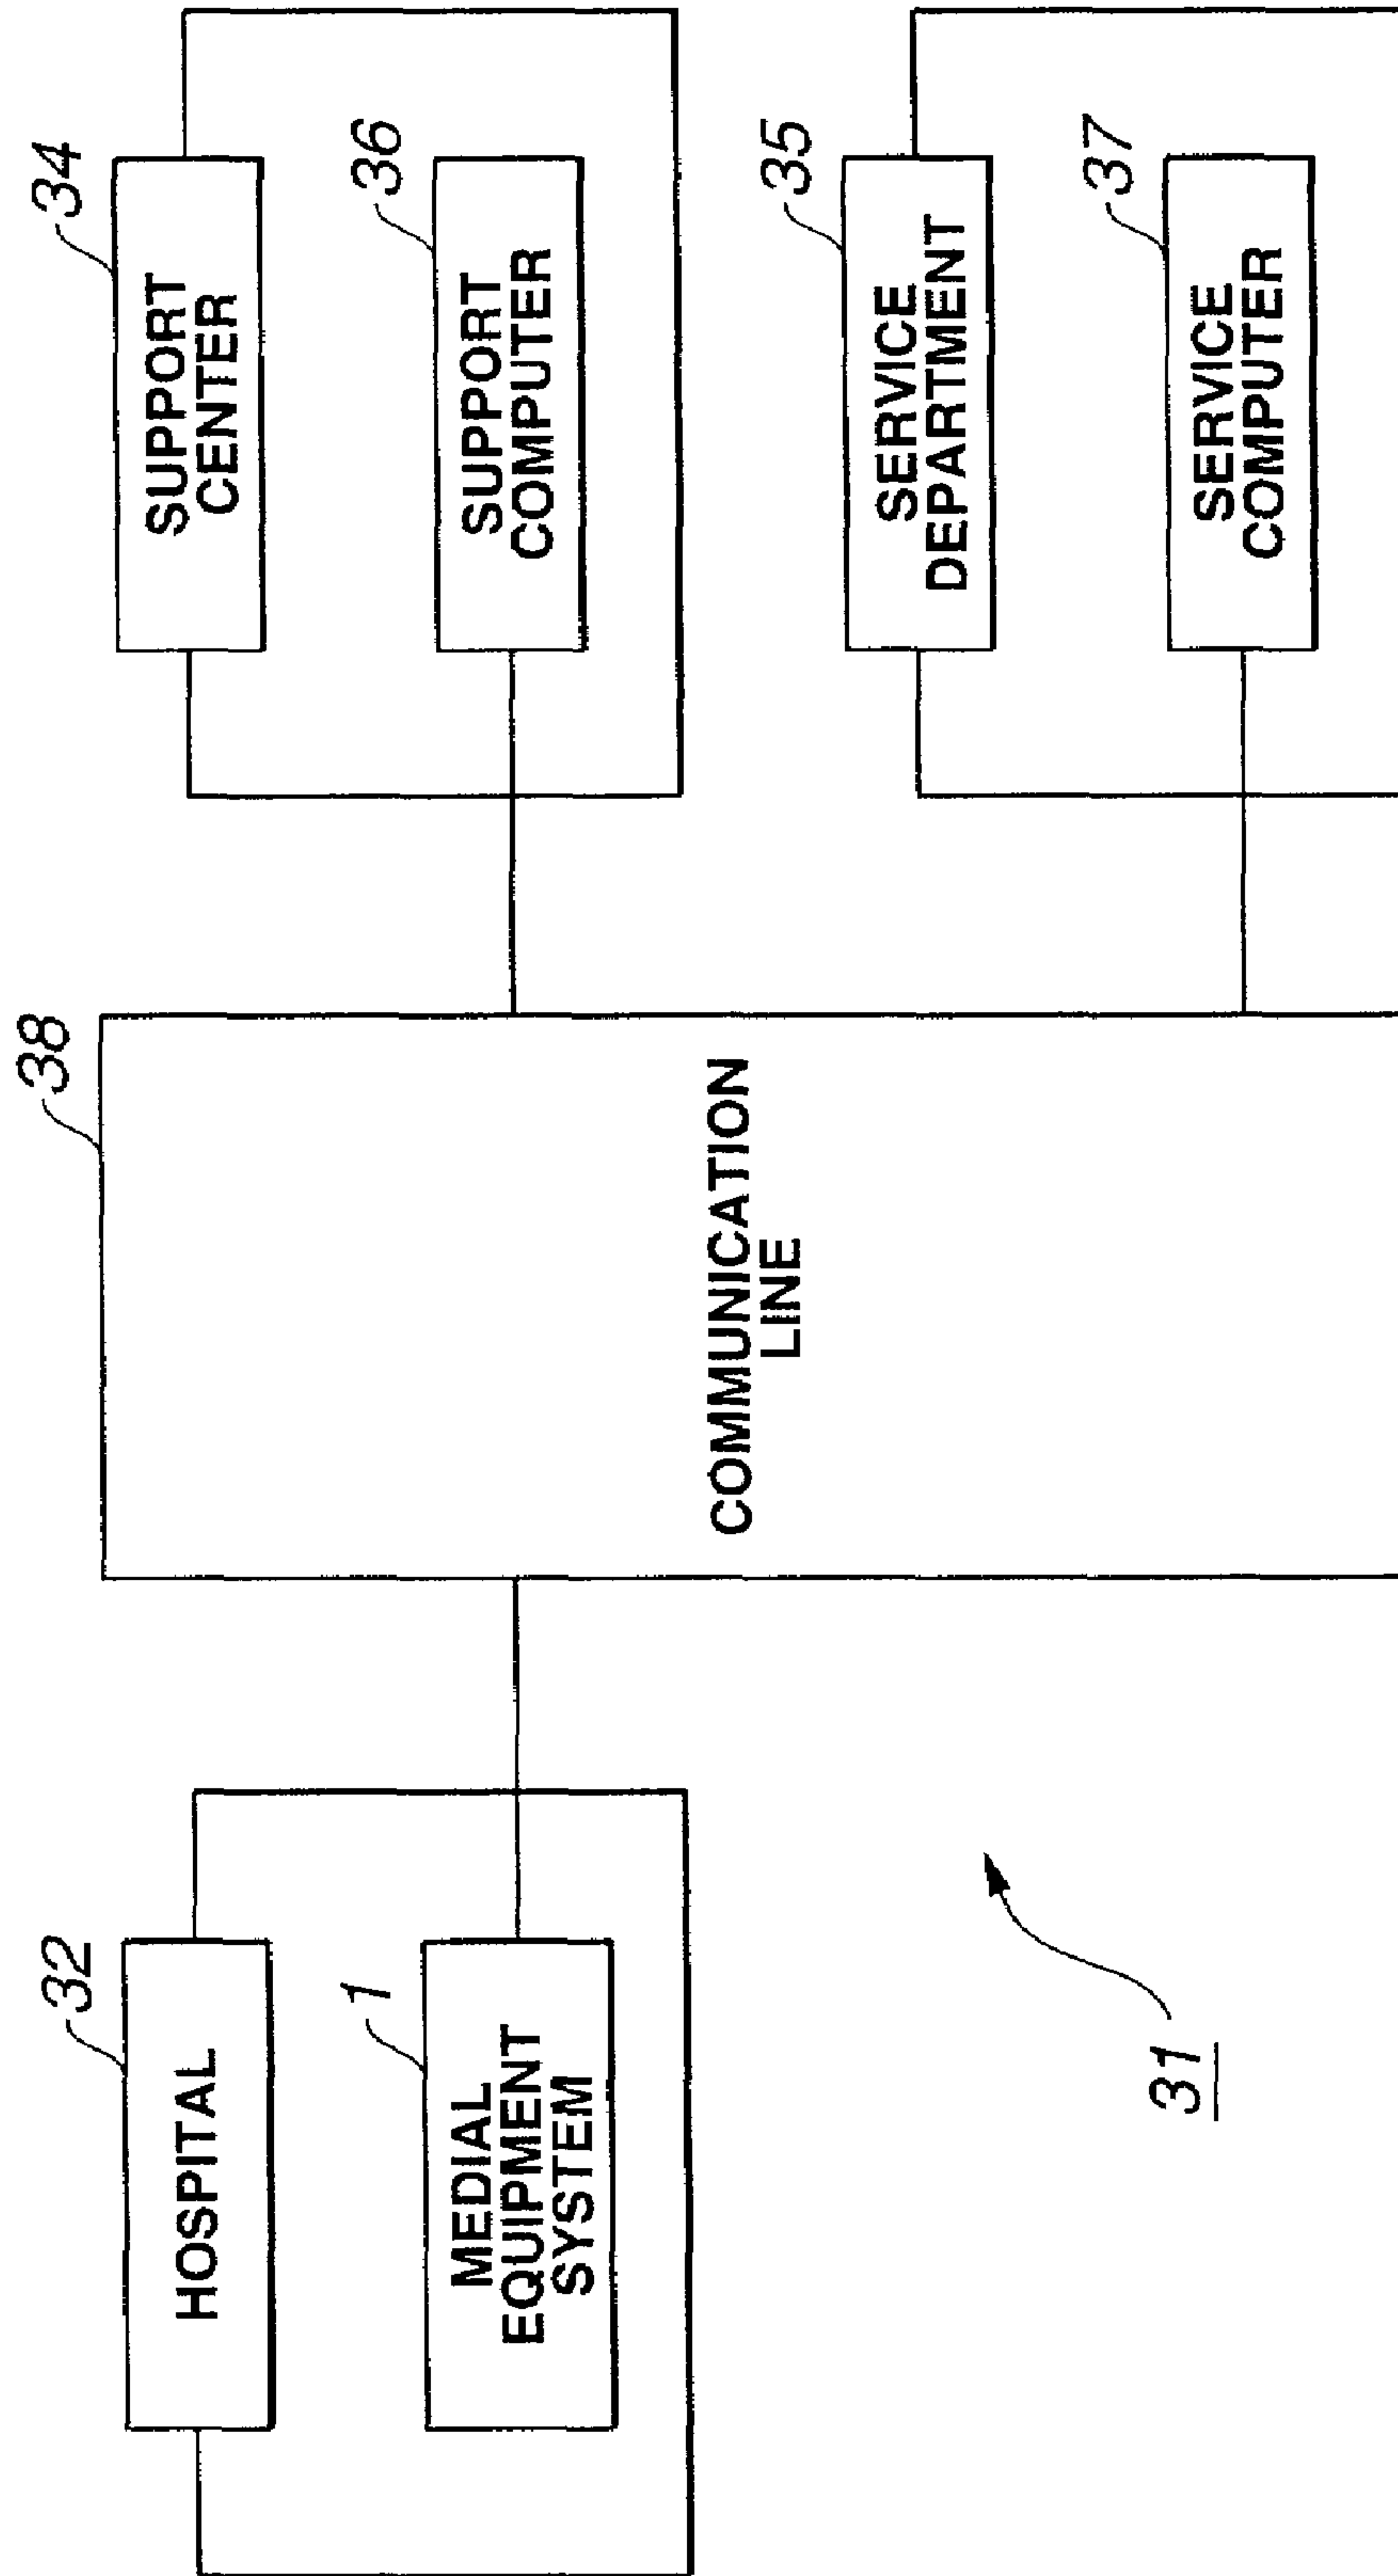 32
HOSPITAL
1
MEDIAL
EQUIPMENT
SYSTEM
31
38
COMMUNICATION
LINE
34
SUPPORT
CENTER
36
SUPPORT
COMPUTER
35
SERVICE
DEPARTMENT
37
SERVICE
COMPUTER